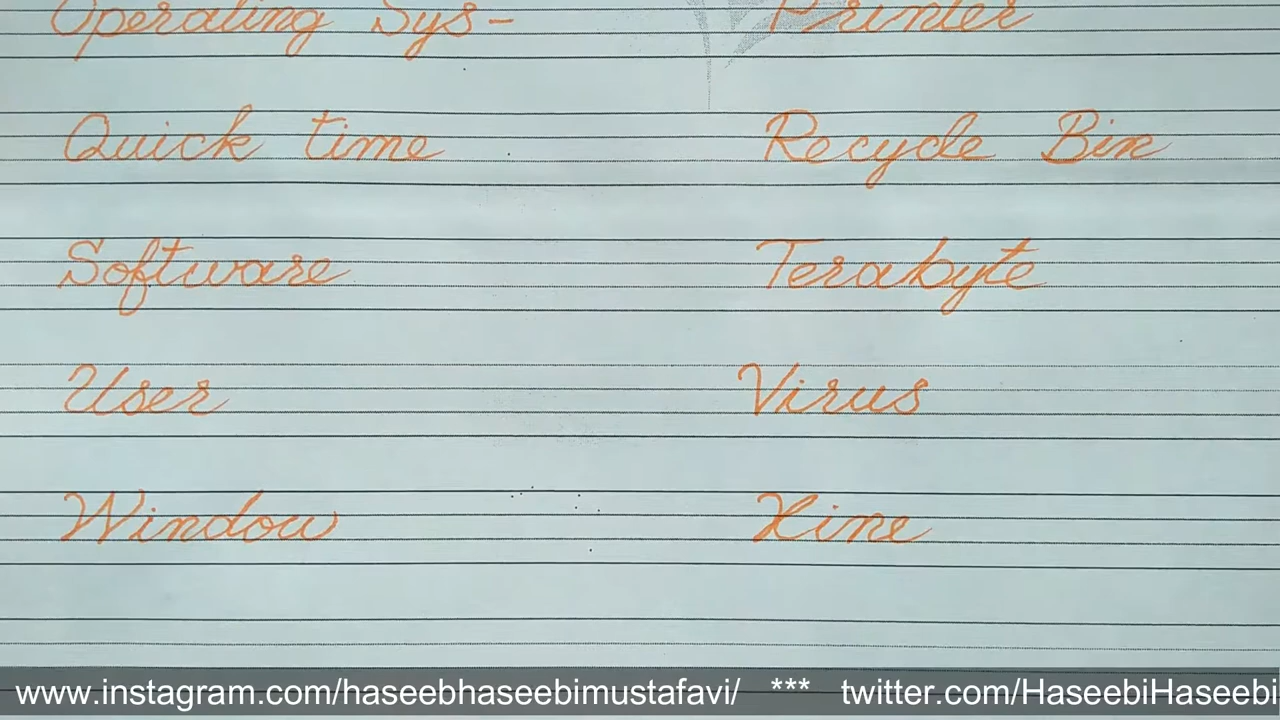 Operating Sys- Printer
Quick time Recycle Bin
Software Terabyte
User Virus
Window Xine
www.instagram.com/haseebhaseebimustafavi/ *** twitter.com/HaseebiHaseebi